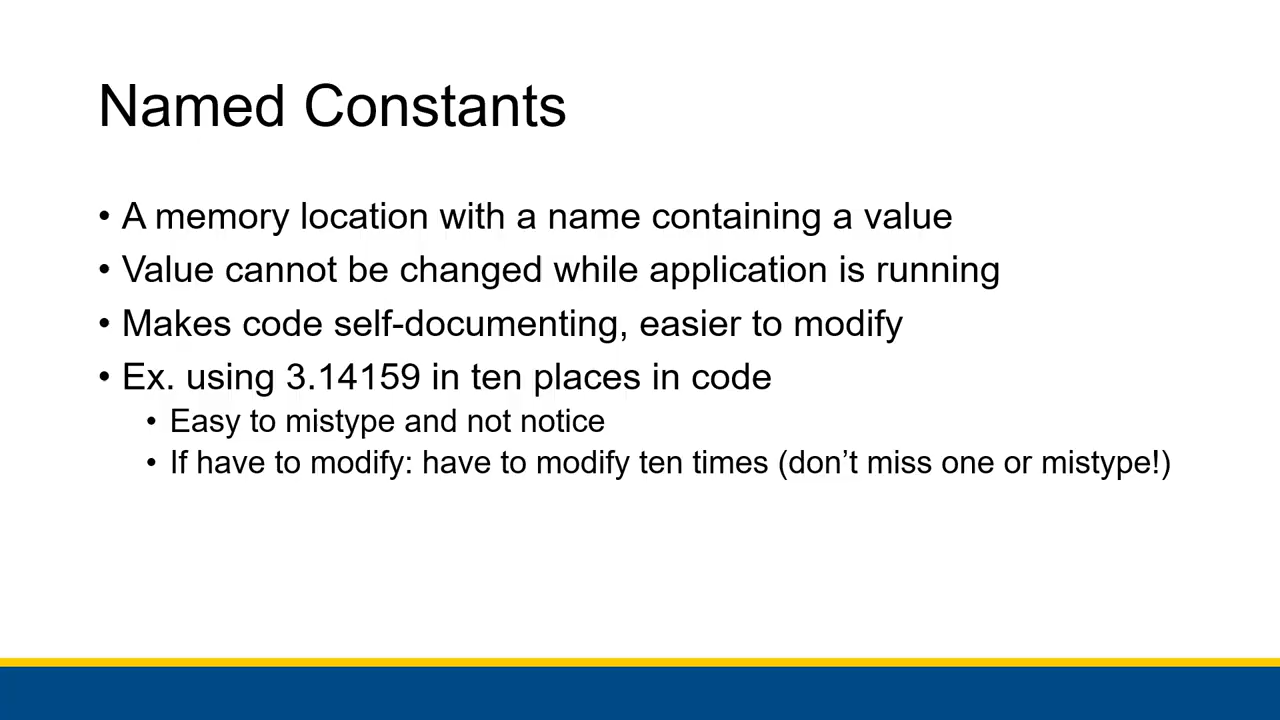 Named Constants
• A memory location with a name containing a value
• Value cannot be changed while application is running
• Makes code self-documenting, easier to modify
• Ex. using 3.14159 in ten places in code
• Easy to mistype and not notice
• If have to modify: have to modify ten times (don’t miss one or mistype!)